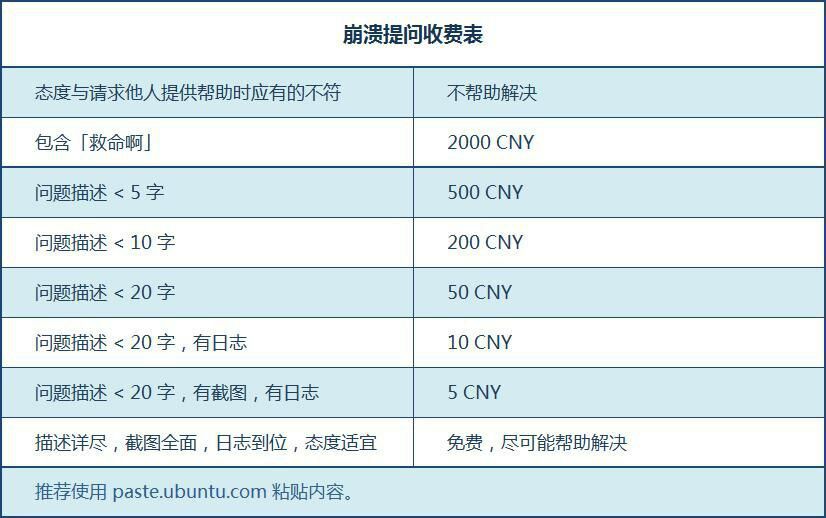 崩溃提问收费表
态度与请求他人提供帮助时应有的不符 不帮助解决
包含「救命啊」 2000 CNY
问题描述 < 5 字 500 CNY
问题描述 < 10 字 200 CNY
问题描述 < 20 字 50 CNY
问题描述 < 20 字，有日志 10 CNY
问题描述 < 20 字，有截图，有日志 5 CNY
描述详尽，截图全面，日志到位，态度适宜 免费，尽可能帮助解决
推荐使用 paste.ubuntu.com 粘贴内容。